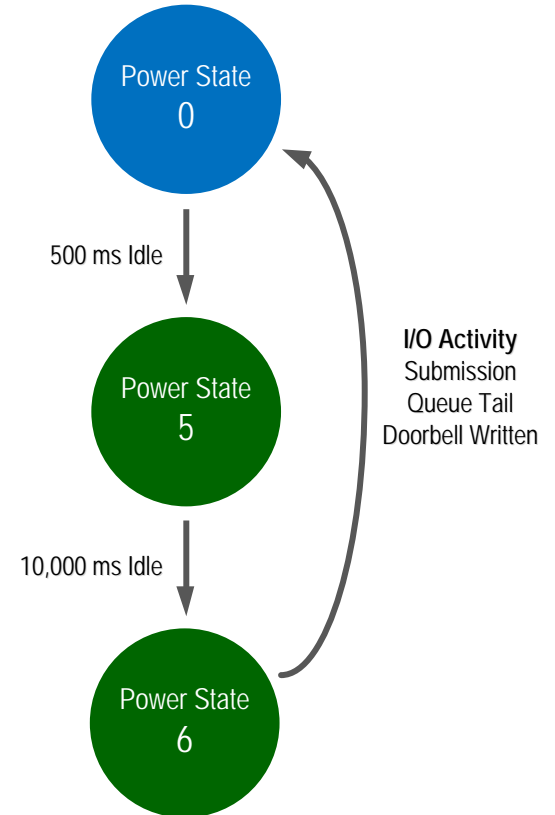 Power State
0
500 ms Idle
Power State
5
I/O Activity
Submission
Queue Tail
Doorbell Written
10,000 ms Idle
Power State
6